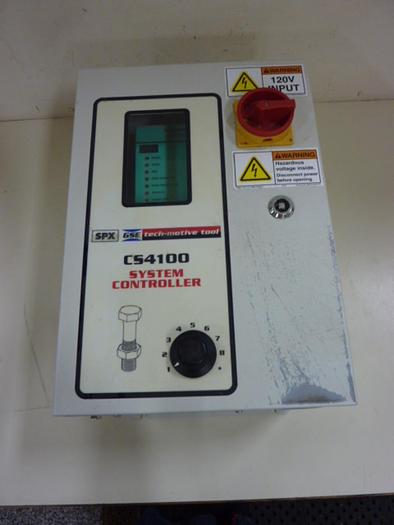 WARNING
120V
INPUT
WARNING
Hazardous
voltage inside.
Disconnect power
before opening.
SPX GSE tech-motive tool
CS4100
SYSTEM
CONTROLLER
1 2 3 4 5 6 7 8